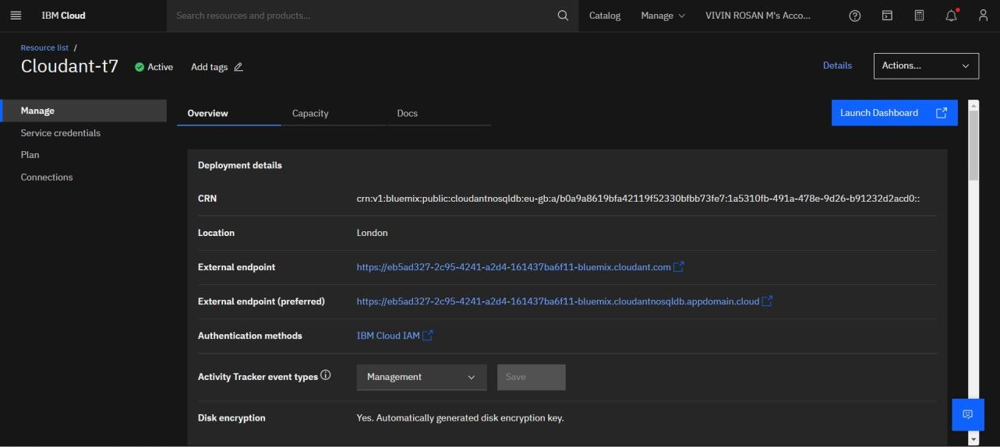 IBM Cloud
Search resources and products...
Catalog
Manage
VIVIN ROSAN M's Acco...
Resource list /
Cloudant-t7
Active
Add tags
Details
Actions...
Manage
Service credentials
Plan
Connections
Overview
Capacity
Docs
Launch Dashboard
Deployment details
CRN
crn:v1:bluemix:public:cloudantnosqldb:eu-gb:a/b0a9a8619bfa42119f52330bfbb73fe7:1a5310fb-491a-478e-9d26-b91232d2acd0::
Location
London
External endpoint
https://eb5ad327-2c95-4241-a2d4-161437ba6f11-bluemix.cloudant.com
External endpoint (preferred)
https://eb5ad327-2c95-4241-a2d4-161437ba6f11-bluemix.cloudantnosqldb.appdomain.cloud
Authentication methods
IBM Cloud IAM
Activity Tracker event types
Management
Save
Disk encryption
Yes. Automatically generated disk encryption key.